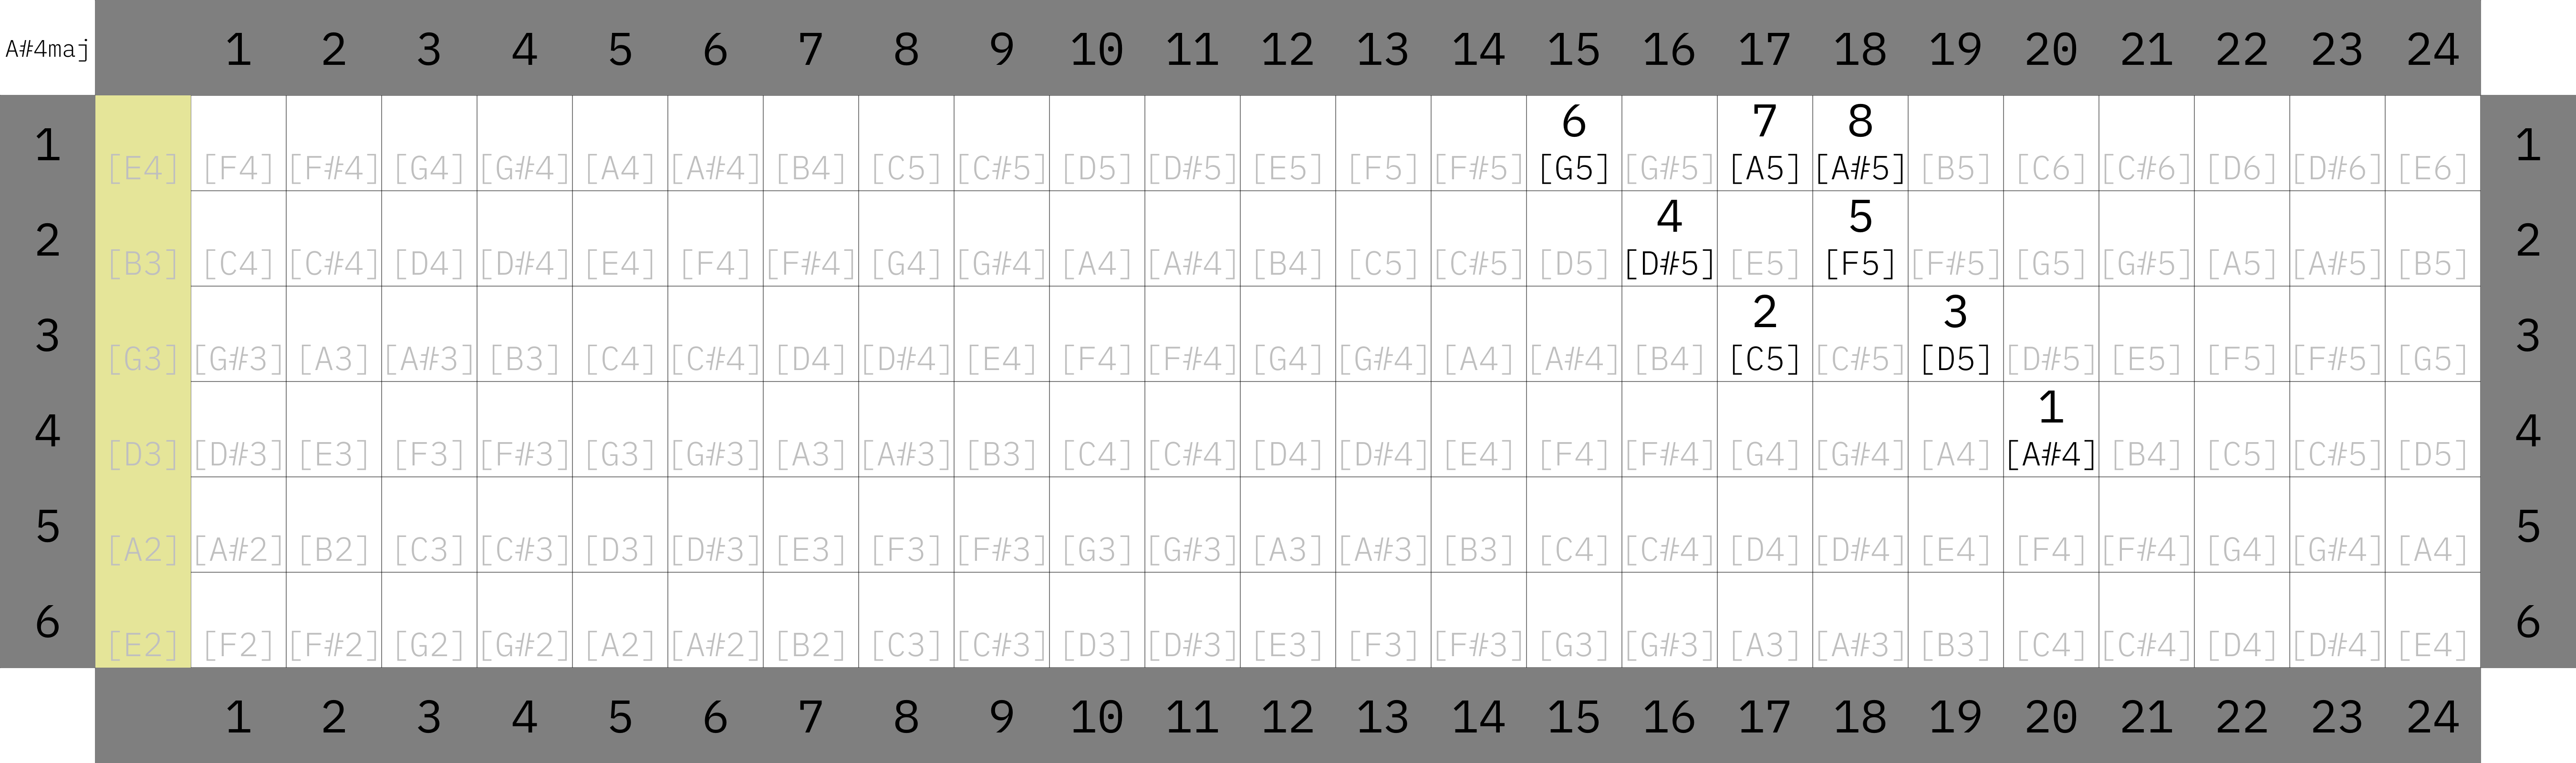 A#4maj 1 2 3 4 5 6 7 8 9 10 11 12 13 14 15 16 17 18 19 20 21 22 23 24
6 7 8
1 [E4] [F4] [F#4] [G4] [G#4] [A4] [A#4] [B4] [C5] [C#5] [D5] [D#5] [E5] [F5] [F#5] [G5] [G#5] [A5] [A#5] [B5] [C6] [C#6] [D6] [D#6] [E6] 1
4 5
2 [B3] [C4] [C#4] [D4] [D#4] [E4] [F4] [F#4] [G4] [G#4] [A4] [A#4] [B4] [C5] [C#5] [D5] [D#5] [E5] [F5] [F#5] [G5] [G#5] [A5] [A#5] [B5] 2
2 3
3 [G3] [G#3] [A3] [A#3] [B3] [C4] [C#4] [D4] [D#4] [E4] [F4] [F#4] [G4] [G#4] [A4] [A#4] [B4] [C5] [C#5] [D5] [D#5] [E5] [F5] [F#5] [G5] 3
1
4 [D3] [D#3] [E3] [F3] [F#3] [G3] [G#3] [A3] [A#3] [B3] [C4] [C#4] [D4] [D#4] [E4] [F4] [F#4] [G4] [G#4] [A4] [A#4] [B4] [C5] [C#5] [D5] 4
5 [A2] [A#2] [B2] [C3] [C#3] [D3] [D#3] [E3] [F3] [F#3] [G3] [G#3] [A3] [A#3] [B3] [C4] [C#4] [D4] [D#4] [E4] [F4] [F#4] [G4] [G#4] [A4] 5
6 [E2] [F2] [F#2] [G2] [G#2] [A2] [A#2] [B2] [C3] [C#3] [D3] [D#3] [E3] [F3] [F#3] [G3] [G#3] [A3] [A#3] [B3] [C4] [C#4] [D4] [D#4] [E4] 6
1 2 3 4 5 6 7 8 9 10 11 12 13 14 15 16 17 18 19 20 21 22 23 24